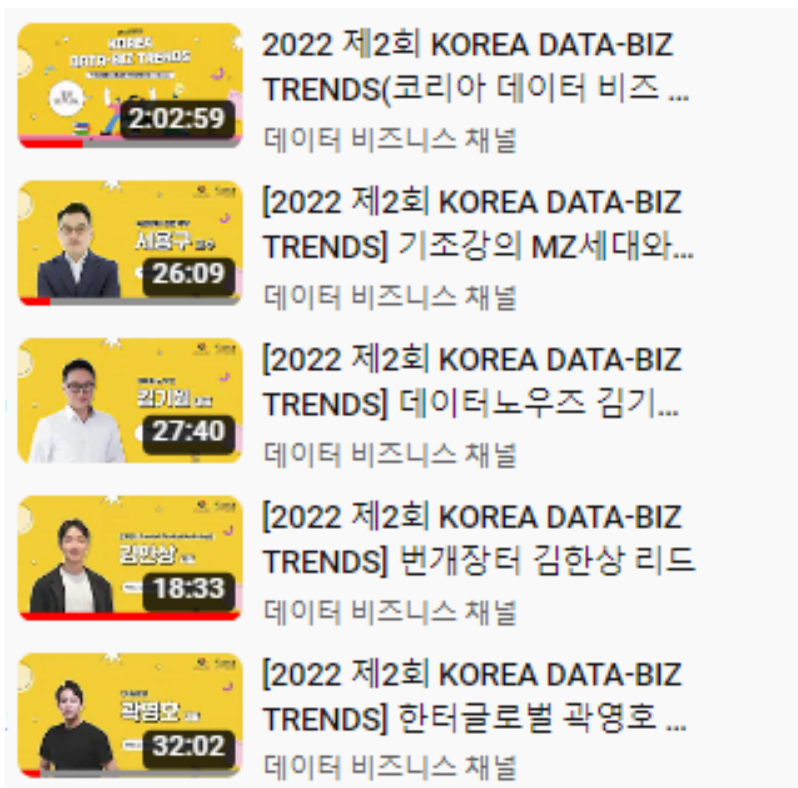 KOREA
DATA-BIZ TRENDS
2:02:59
2022 제2회 KOREA DATA-BIZ
TRENDS(코리아 데이터 비즈 ...
데이터 비즈니스 채널
서용구
26:09
[2022 제2회 KOREA DATA-BIZ
TRENDS] 기조강의 MZ세대와...
데이터 비즈니스 채널
김기원
27:40
[2022 제2회 KOREA DATA-BIZ
TRENDS] 데이터노우즈 김기...
데이터 비즈니스 채널
김한상
18:33
[2022 제2회 KOREA DATA-BIZ
TRENDS] 번개장터 김한상 리드
데이터 비즈니스 채널
곽영호
32:02
[2022 제2회 KOREA DATA-BIZ
TRENDS] 한터글로벌 곽영호 ...
데이터 비즈니스 채널